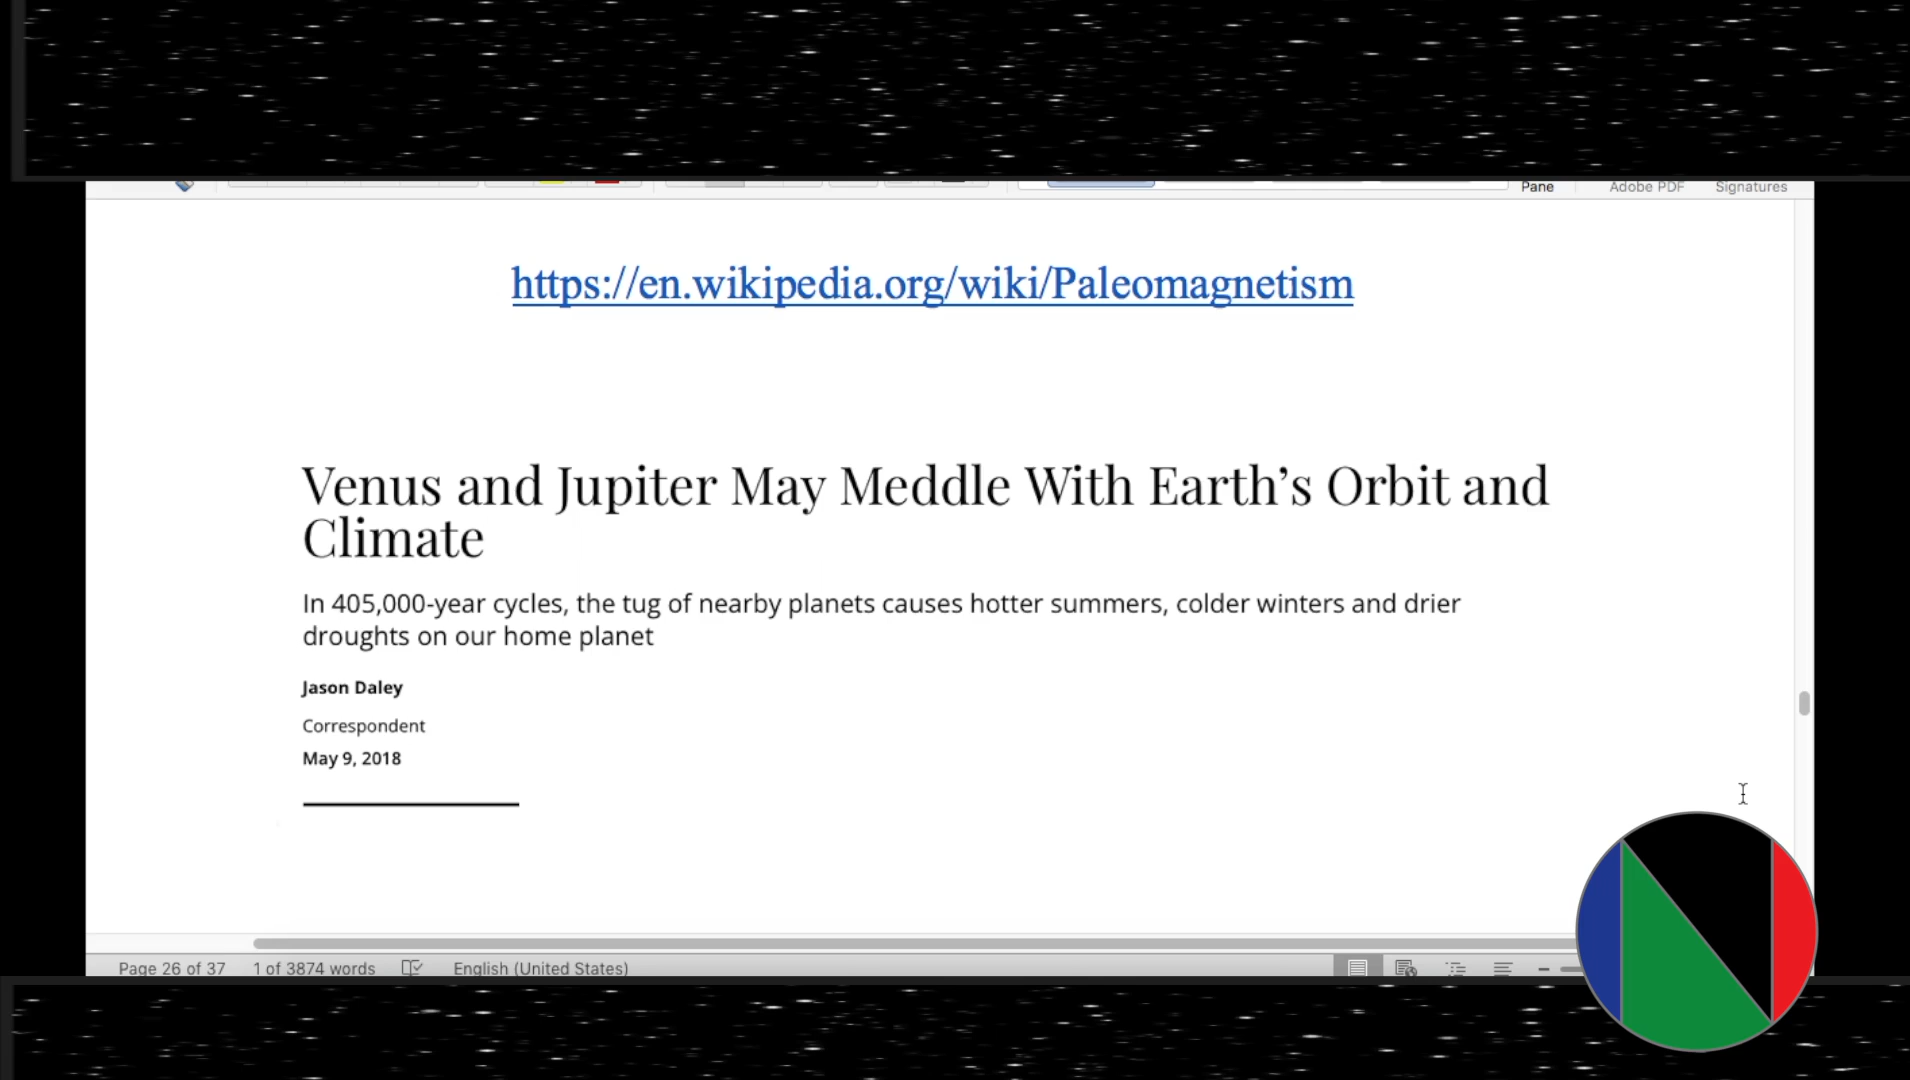 Pane
Adobe PDF
Signatures
https://en.wikipedia.org/wiki/Paleomagnetism
Venus and Jupiter May Meddle With Earth’s Orbit and
Climate
In 405,000-year cycles, the tug of nearby planets causes hotter summers, colder winters and drier
droughts on our home planet
Jason Daley
Correspondent
May 9, 2018
Page 26 of 37
1 of 3874 words
English (United States)